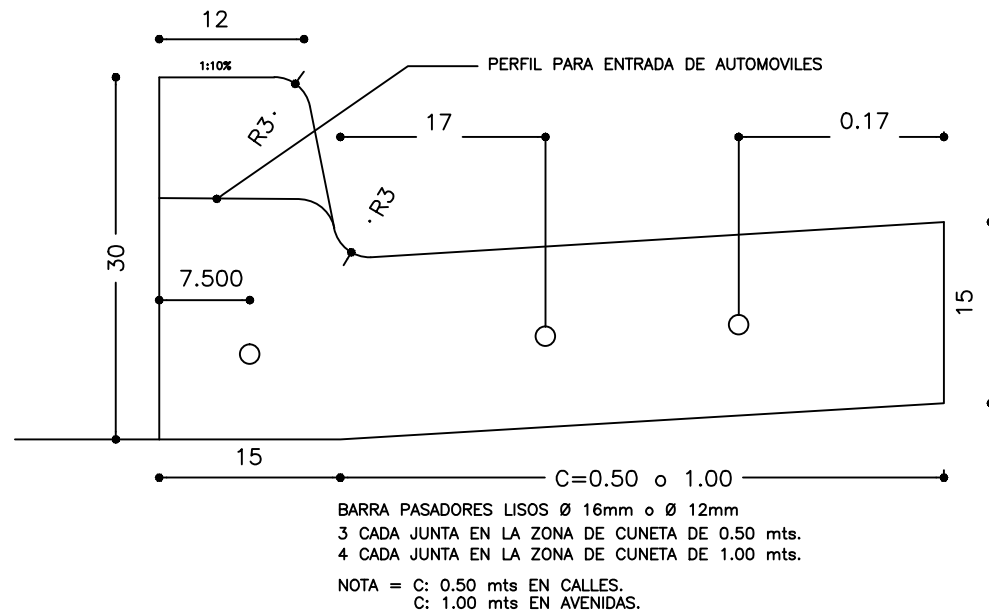 12
1:10%
PERFIL PARA ENTRADA DE AUTOMOVILES
R3
17
0.17
R3
30
7.500
15
15
C=0.50 o 1.00
BARRA PASADORES LISOS Ø 16mm o Ø 12mm
3 CADA JUNTA EN LA ZONA DE CUNETA DE 0.50 mts.
4 CADA JUNTA EN LA ZONA DE CUNETA DE 1.00 mts.
NOTA = C: 0.50 mts EN CALLES.
C: 1.00 mts EN AVENIDAS.